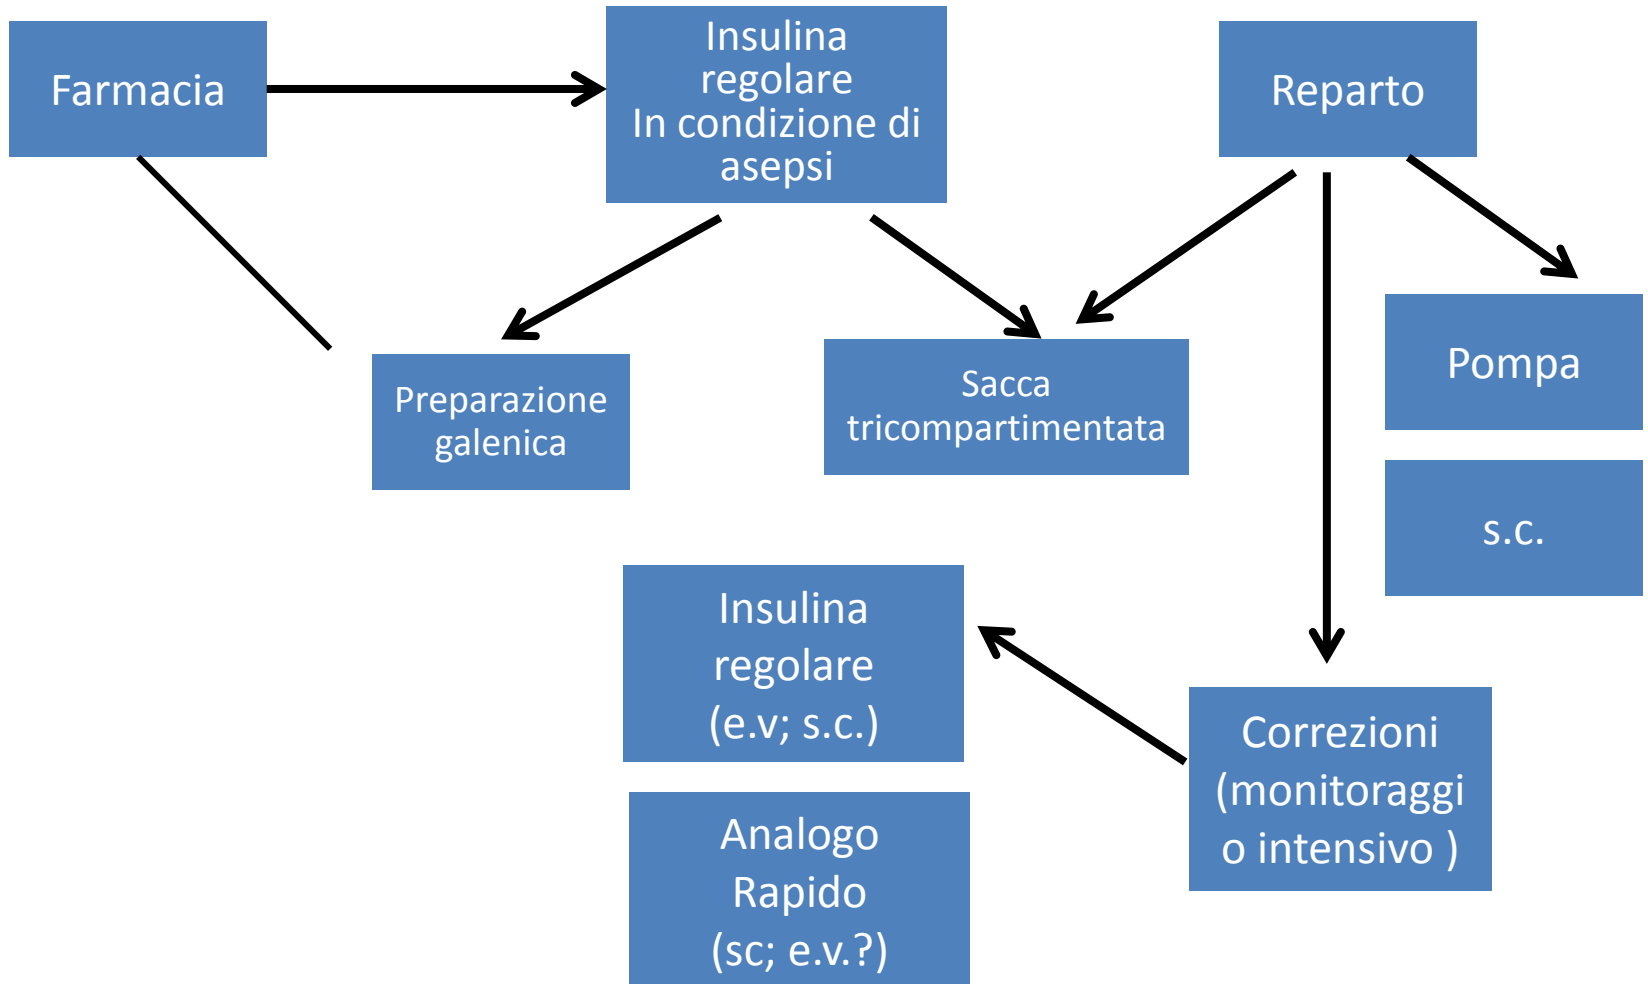 Farmacia
Insulina
regolare
In condizione di
asepsi
Reparto
Preparazione
galenica
Sacca
tricompartimentata
Pompa
s.c.
Insulina
regolare
(e.v; s.c.)
Correzioni
(monitoraggi
o intensivo )
Analogo
Rapido
(sc; e.v.?)